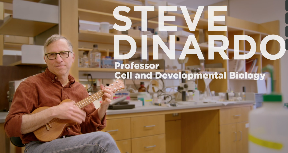 STEVE
DINARDO
Professor
Cell and Developmental Biology